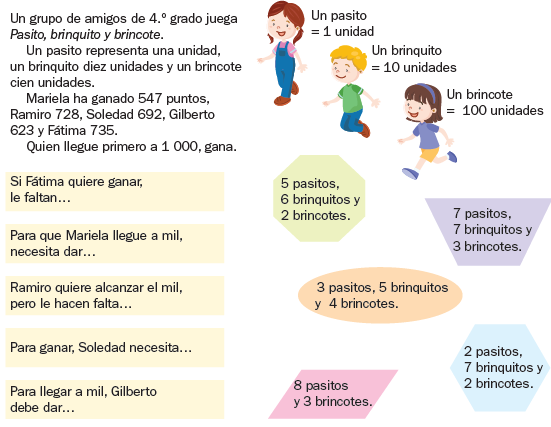 Un grupo de amigos de 4.º grado juega
Pasito, brinquito y brincote.
Un pasito representa una unidad,
un brinquito diez unidades y un brincote
cien unidades.
Mariela ha ganado 547 puntos,
Ramiro 728, Soledad 692, Gilberto
623 y Fátima 735.
Quien llegue primero a 1 000, gana.
Un pasito
= 1 unidad
Un brinquito
= 10 unidades
Un brincote
= 100 unidades
Si Fátima quiere ganar,
le faltan…
Para que Mariela llegue a mil,
necesita dar…
Ramiro quiere alcanzar el mil,
pero le hacen falta…
Para ganar, Soledad necesita…
Para llegar a mil, Gilberto
debe dar…
5 pasitos,
6 brinquitos y
2 brincotes.
7 pasitos,
7 brinquitos y
3 brincotes.
3 pasitos, 5 brinquitos
y 4 brincotes.
2 pasitos,
7 brinquitos y
2 brincotes.
8 pasitos
y 3 brincotes.